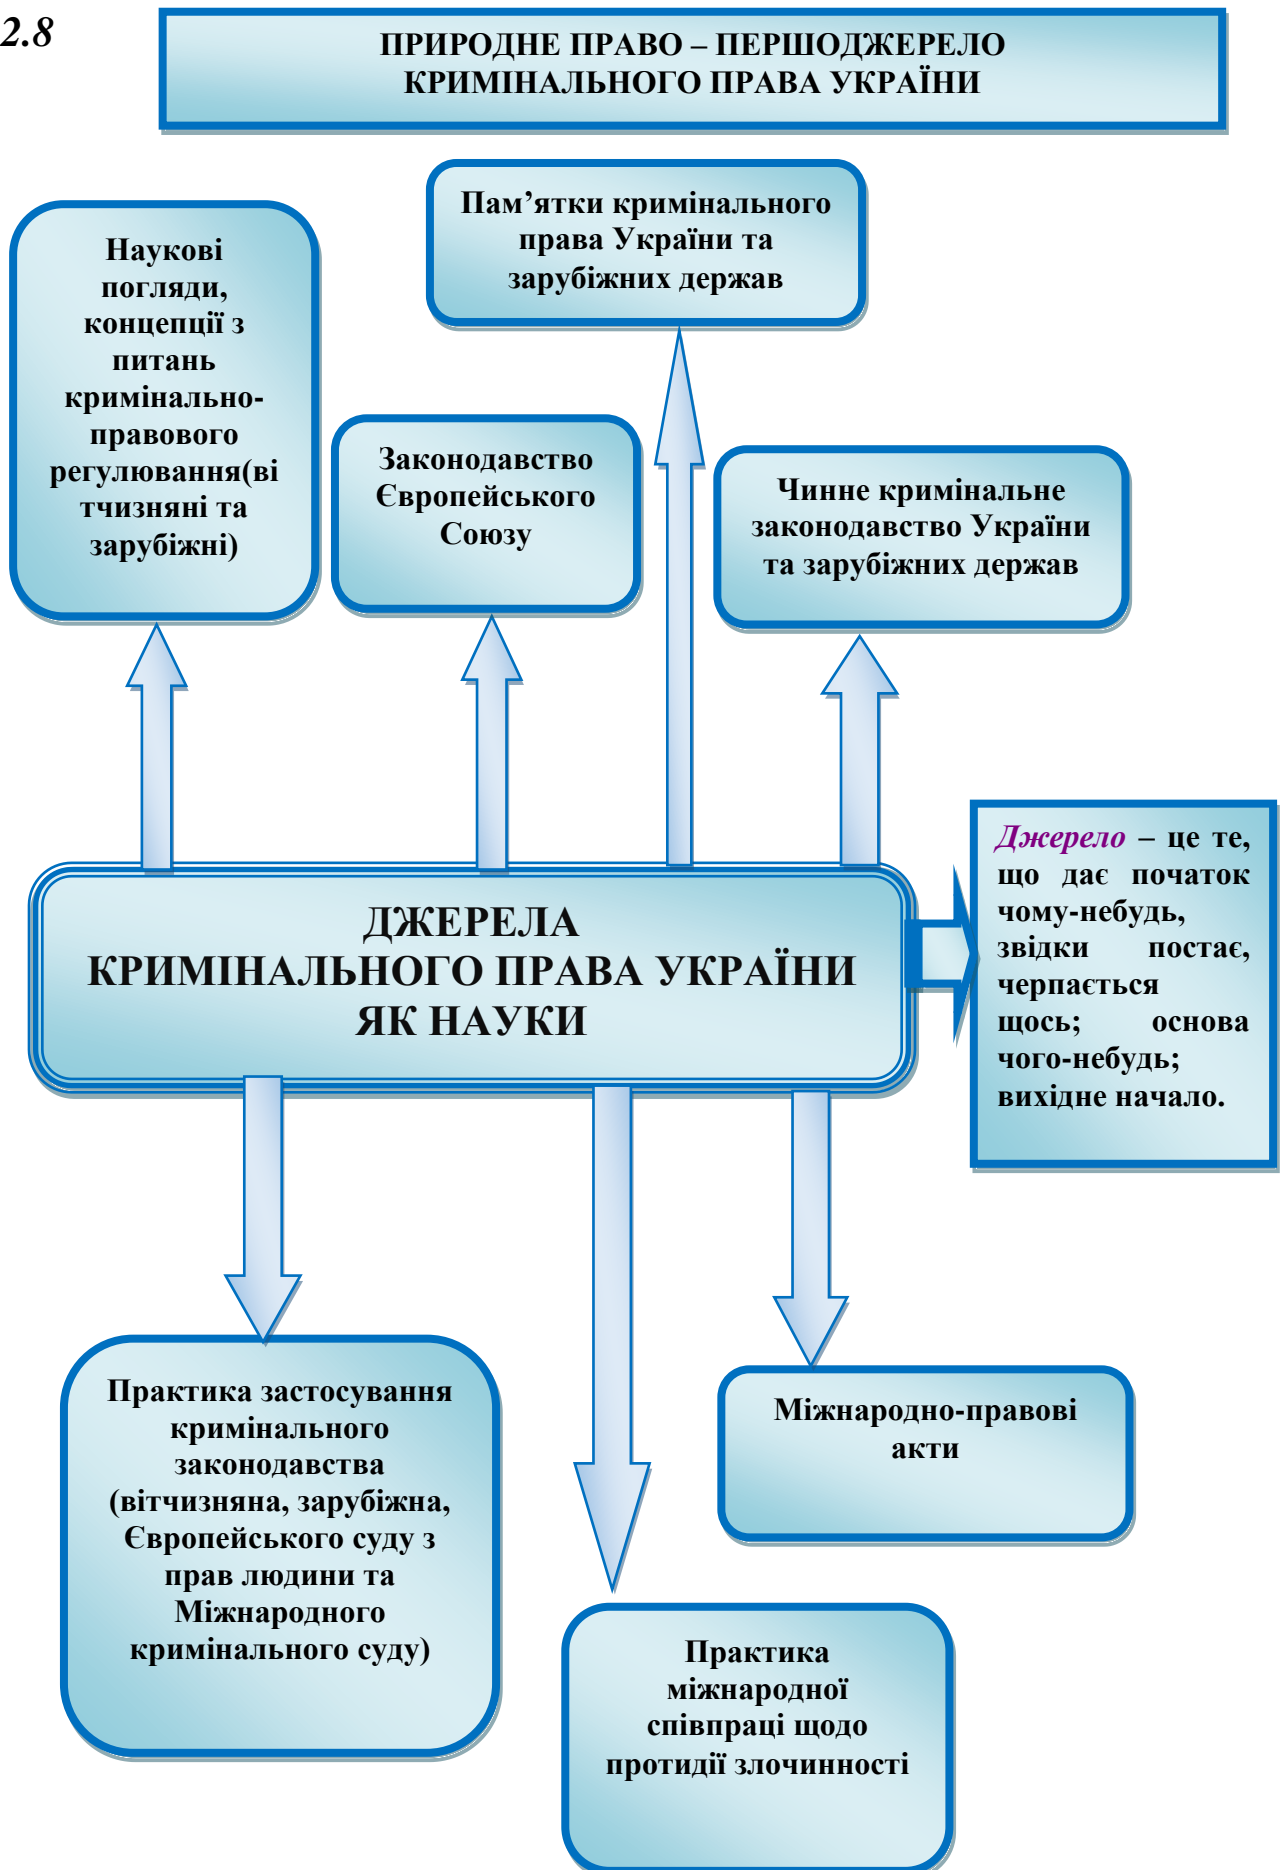 2.8
ПРИРОДНЕ ПРАВО – ПЕРШОДЖЕРЕЛО
КРИМІНАЛЬНОГО ПРАВА УКРАЇНИ
Пам’ятки кримінального
права України та
зарубіжних держав
Наукові
погляди,
концепції з
питань
кримінально-
правового
регулювання(ві
тчизняні та
зарубіжні)
Законодавство
Європейського
Союзу
Чинне кримінальне
законодавство України
та зарубіжних держав
ДЖЕРЕЛА
КРИМІНАЛЬНОГО ПРАВА УКРАЇНИ
ЯК НАУКИ
Джерело – це те,
що дає початок
чому-небудь,
звідки постає,
черпається
щось; основа
чого-небудь;
вихідне начало.
Практика застосування
кримінального
законодавства
(вітчизняна, зарубіжна,
Європейського суду з
прав людини та
Міжнародного
кримінального суду)
Міжнародно-правові
акти
Практика
міжнародної
співпраці щодо
протидії злочинності